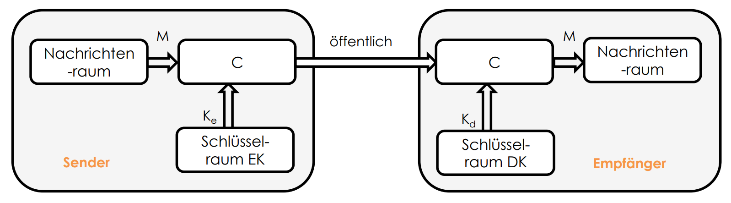 Nachrichten
-raum
M
C
öffentlich
C
M
Nachrichten
-raum
Ke
Schlüssel-
raum EK
Sender
Kd
Schlüssel-
raum DK
Empfänger